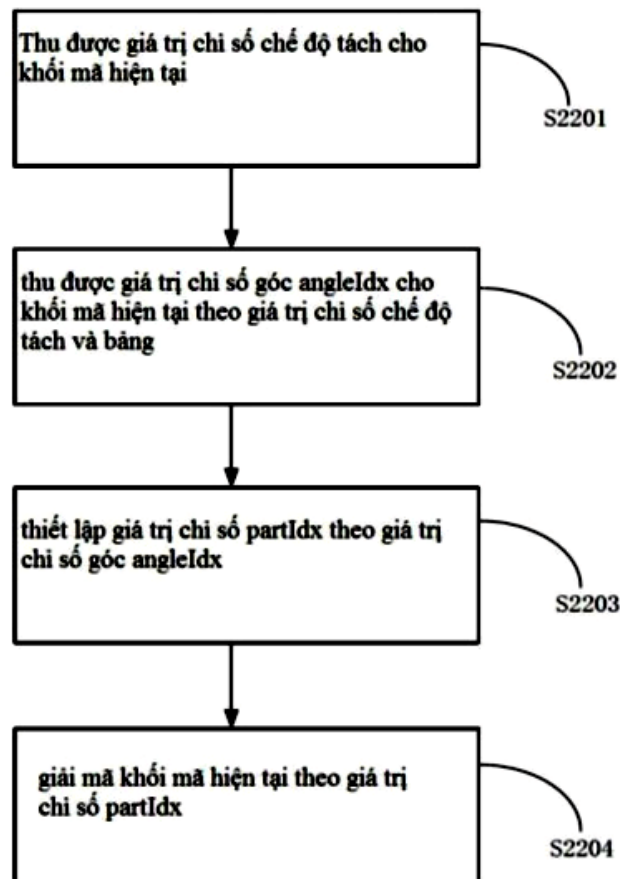 Thu được giá trị chỉ số chế độ tách cho
khối mã hiện tại
S2201
thu được giá trị chỉ số góc angleIdx cho
khối mã hiện tại theo giá trị chỉ số chế độ
tách và bảng
S2202
thiết lập giá trị chỉ số partIdx theo giá trị
chỉ số góc angleIdx
S2203
giải mã khối mã hiện tại theo giá trị
chỉ số partIdx
S2204